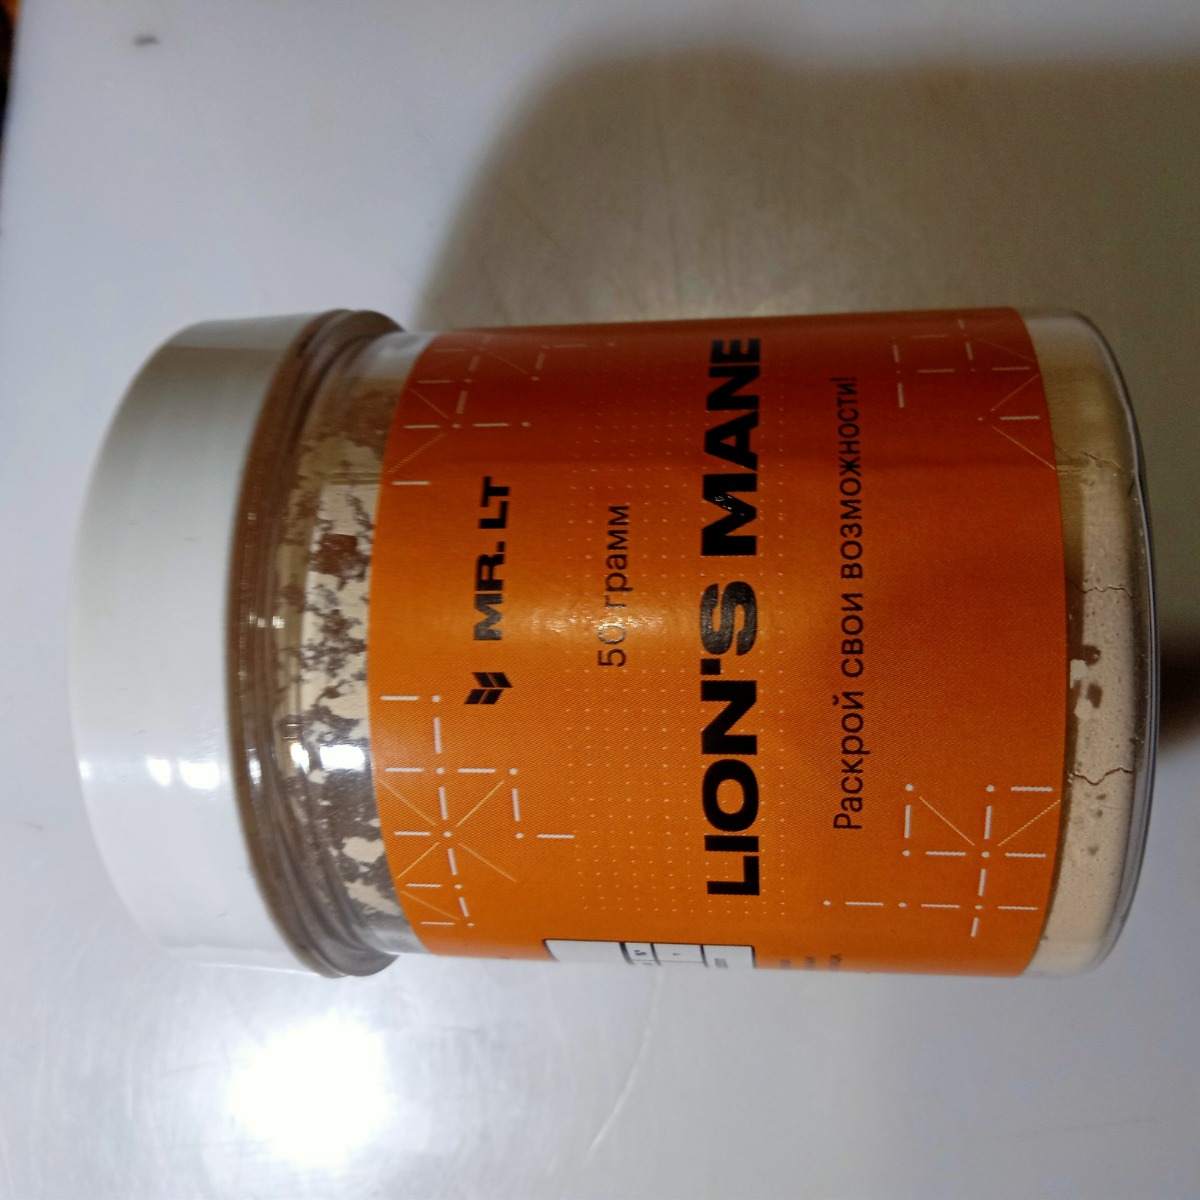 MR. LT
50 грамм
LION'S MANE
Раскрой свои возможности!